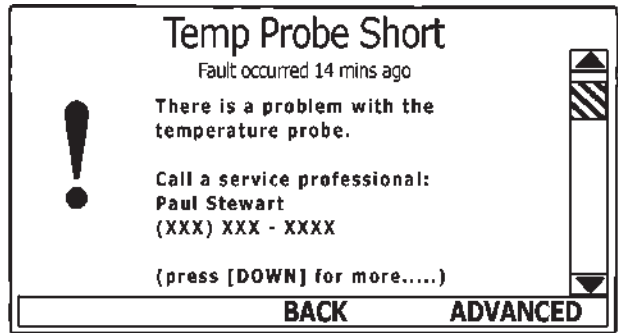 Temp Probe Short
Fault occurred 14 mins ago
There is a problem with the
temperature probe.
Call a service professional:
Paul Stewart
(XXX) XXX - XXXX
(press [DOWN] for more.....)
BACK ADVANCED